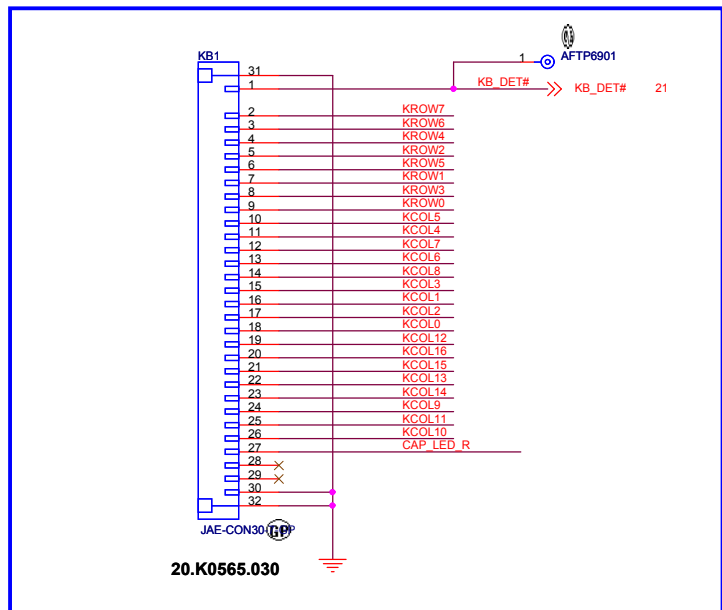 KB1
1 AFTP6901
31
1 KB_DET# KB_DET# 21
2 KROW7
3 KROW6
4 KROW4
5 KROW2
6 KROW5
7 KROW1
8 KROW3
9 KROW0
10 KCOL5
11 KCOL4
12 KCOL7
13 KCOL6
14 KCOL8
15 KCOL3
16 KCOL1
17 KCOL2
18 KCOL0
19 KCOL12
20 KCOL16
21 KCOL15
22 KCOL13
23 KCOL14
24 KCOL9
25 KCOL11
26 KCOL10
27 CAP_LED_R
28
29
30
32
GP
20.K0565.030